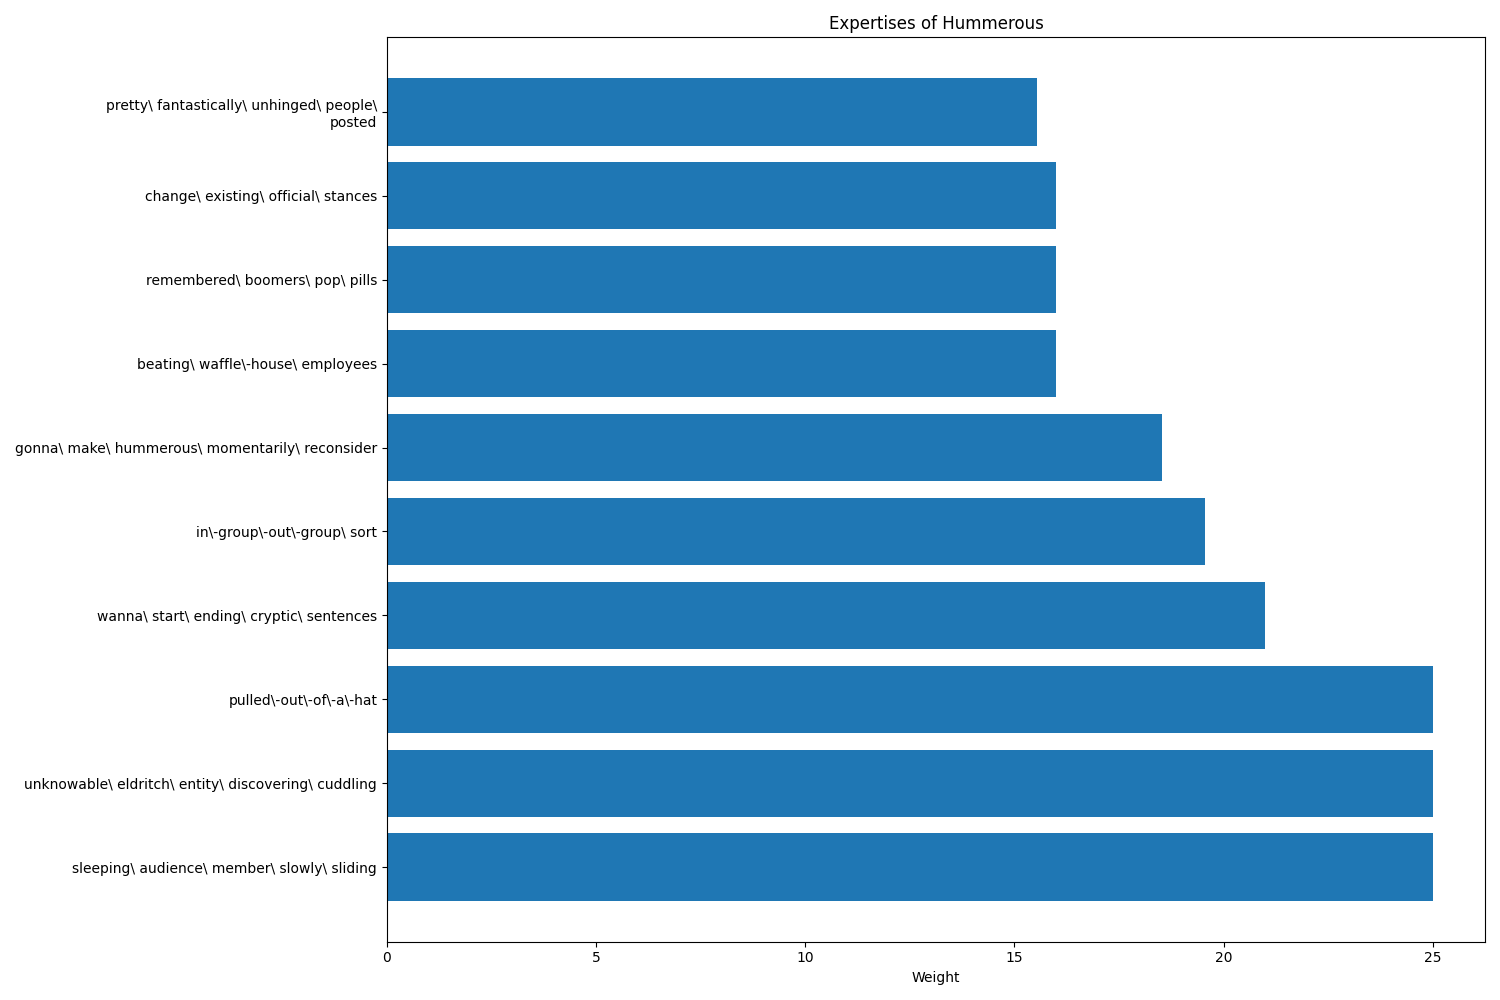 Expertises of Hummerous
pretty\ fantastically\ unhinged\ people\
posted
change\ existing\ official\ stances
remembered\ boomers\ pop\ pills
beating\ waffle\-house\ employees
gonna\ make\ hummerous\ momentarily\ reconsider
in\-group\-out\-group\ sort
wanna\ start\ ending\ cryptic\ sentences
pulled\-out\-of\-a\-hat
unknowable\ eldritch\ entity\ discovering\ cuddling
sleeping\ audience\ member\ slowly\ sliding
0 5 10 15 20 25
Weight